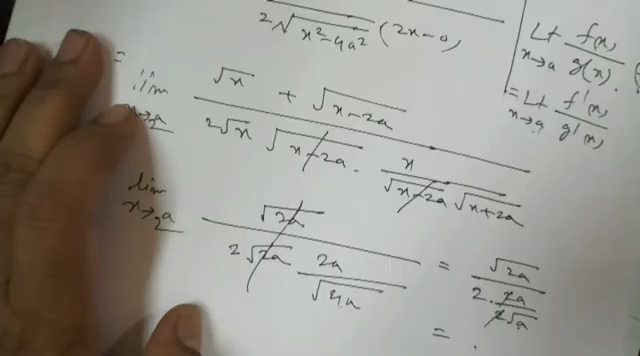 2√(x²-4a²) (2x-0)
Lt x→a f(x) / g(x).
= Lt x→a f'(x) / g'(x)
= lim x→2a (√x + √(x-2a)) / (2√x √(x-2a) · x / (√(x-2a) √(x+2a)))
lim x→2a √2a / (2√2a 2a/√4a) = √2a / (2 · 2a / 2√a)
= .